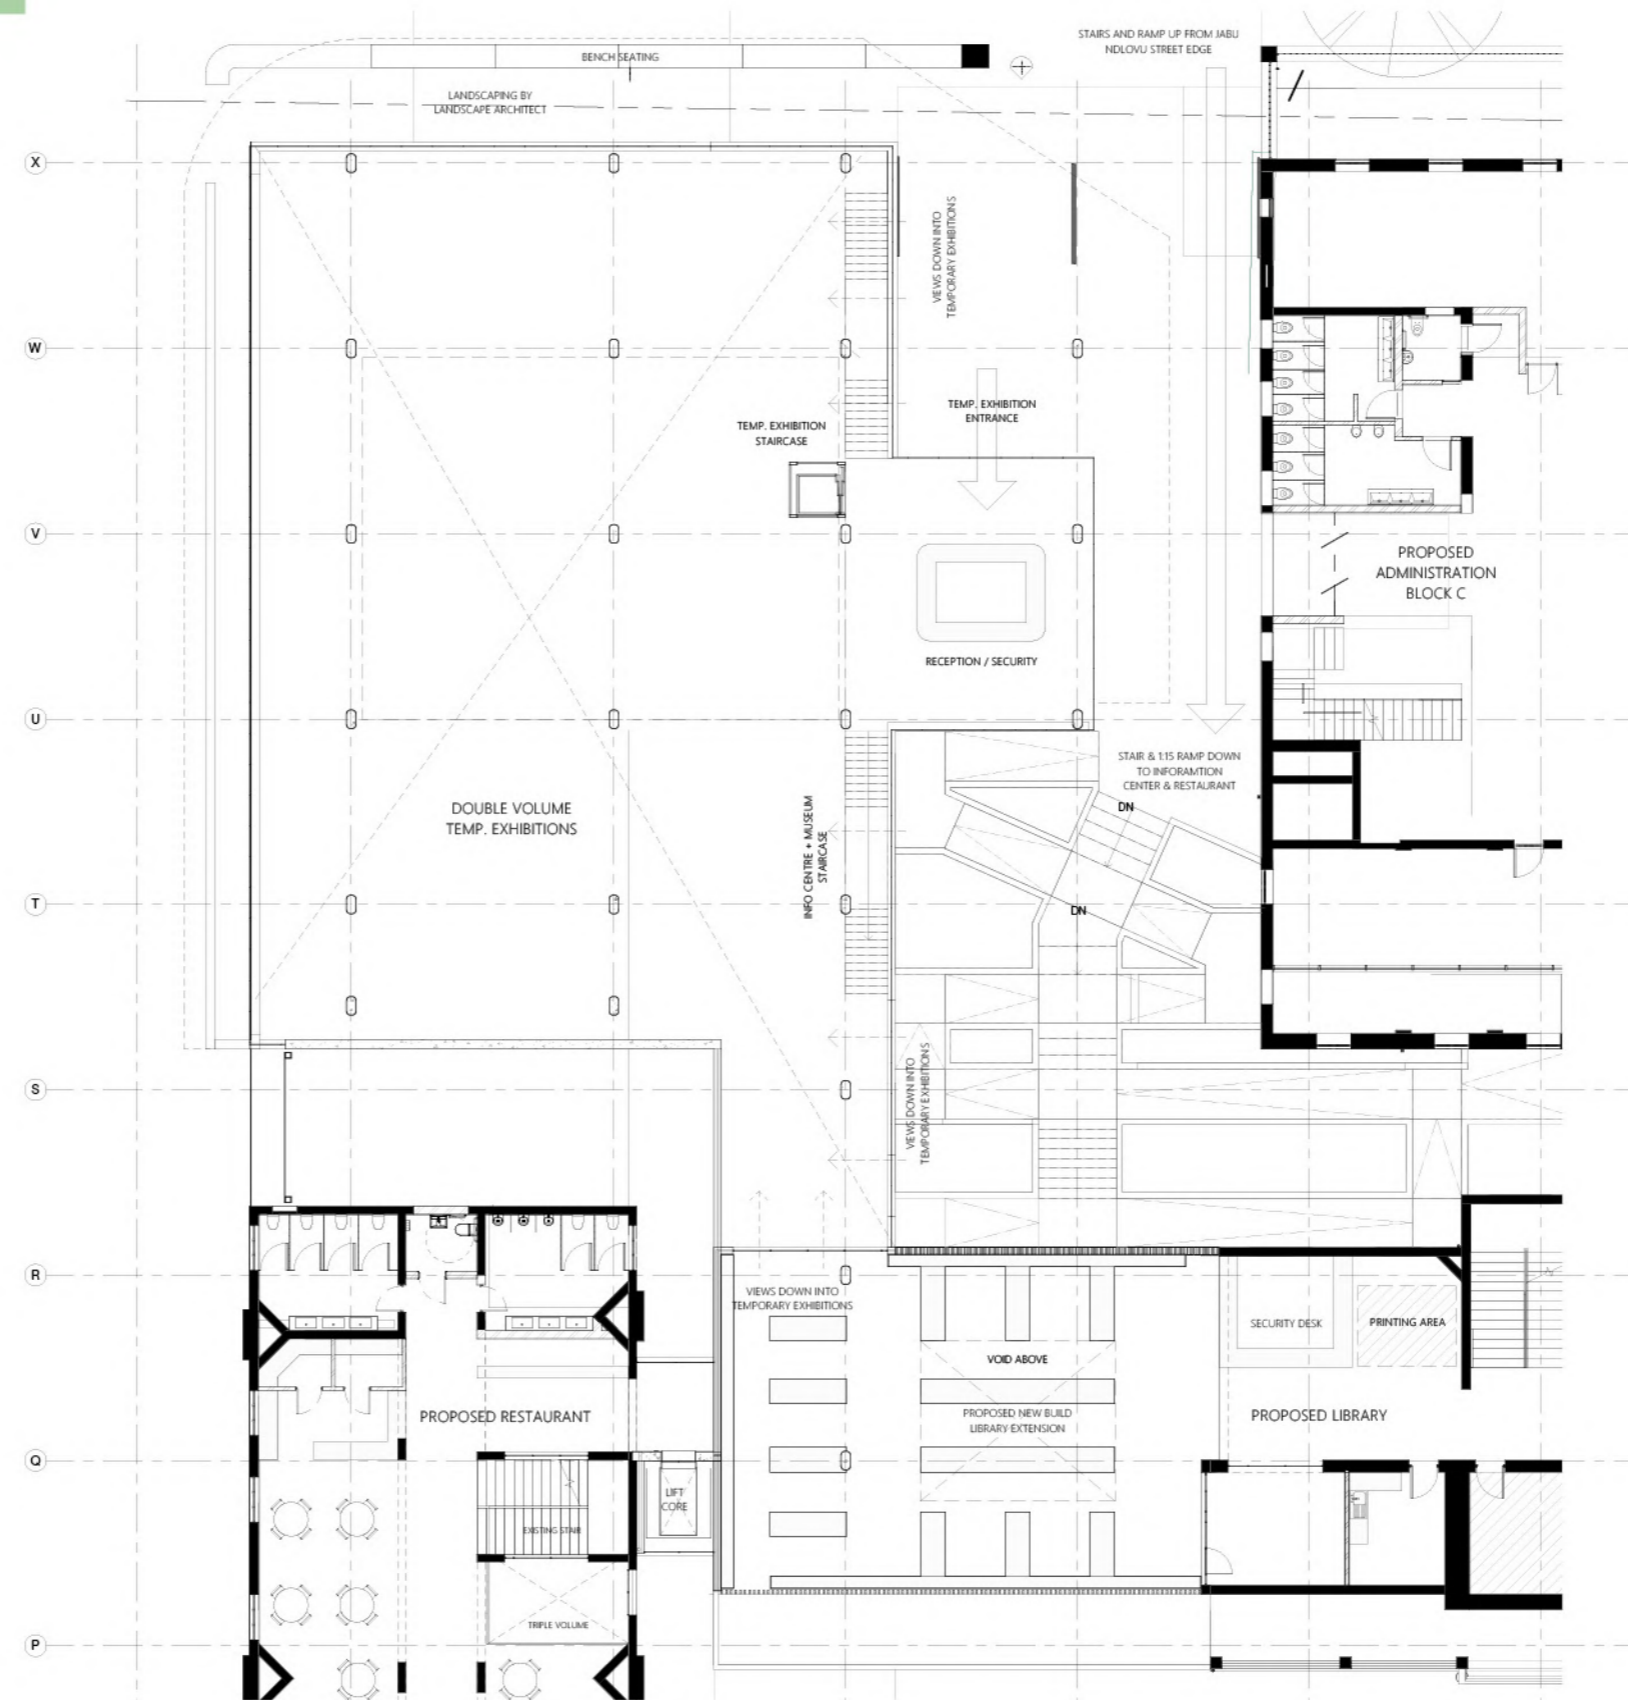 STAIRS AND RAMP UP FROM JABU
NDLOVU STREET EDGE
BENCH SEATING
LANDSCAPING BY
LANDSCAPE ARCHITECT
X
VIEWS DOWN INTO
TEMPORARY EXHIBITIONS
W
TEMP. EXHIBITION
ENTRANCE
TEMP. EXHIBITION
STAIRCASE
V
PROPOSED
ADMINISTRATION
BLOCK C
RECEPTION / SECURITY
U
STAIR & 1:15 RAMP DOWN
TO INFORAMTION
CENTER & RESTAURANT
DN
DOUBLE VOLUME
TEMP. EXHIBITIONS
INFO CENTRE + MUSEUM
STAIRCASE
T
DN
S
VIEWS DOWN INTO
TEMPORARY EXHIBITIONS
R
VIEWS DOWN INTO
TEMPORARY EXHIBITIONS
SECURITY DESK
PRINTING AREA
VOID ABOVE
PROPOSED RESTAURANT
PROPOSED NEW BUILD
LIBRARY EXTENSION
PROPOSED LIBRARY
Q
LIFT
CORE
EXISTING STAIR
TRIPLE VOLUME
P